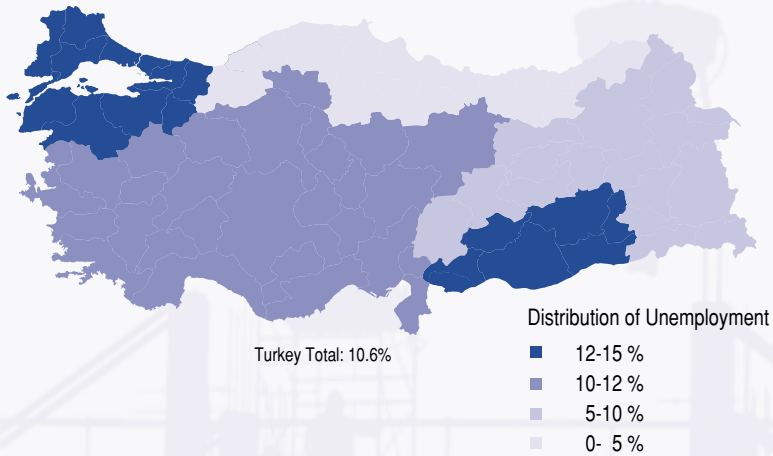 Turkey Total: 10.6%
Distribution of Unemployment
12-15 %
10-12 %
5-10 %
0- 5 %